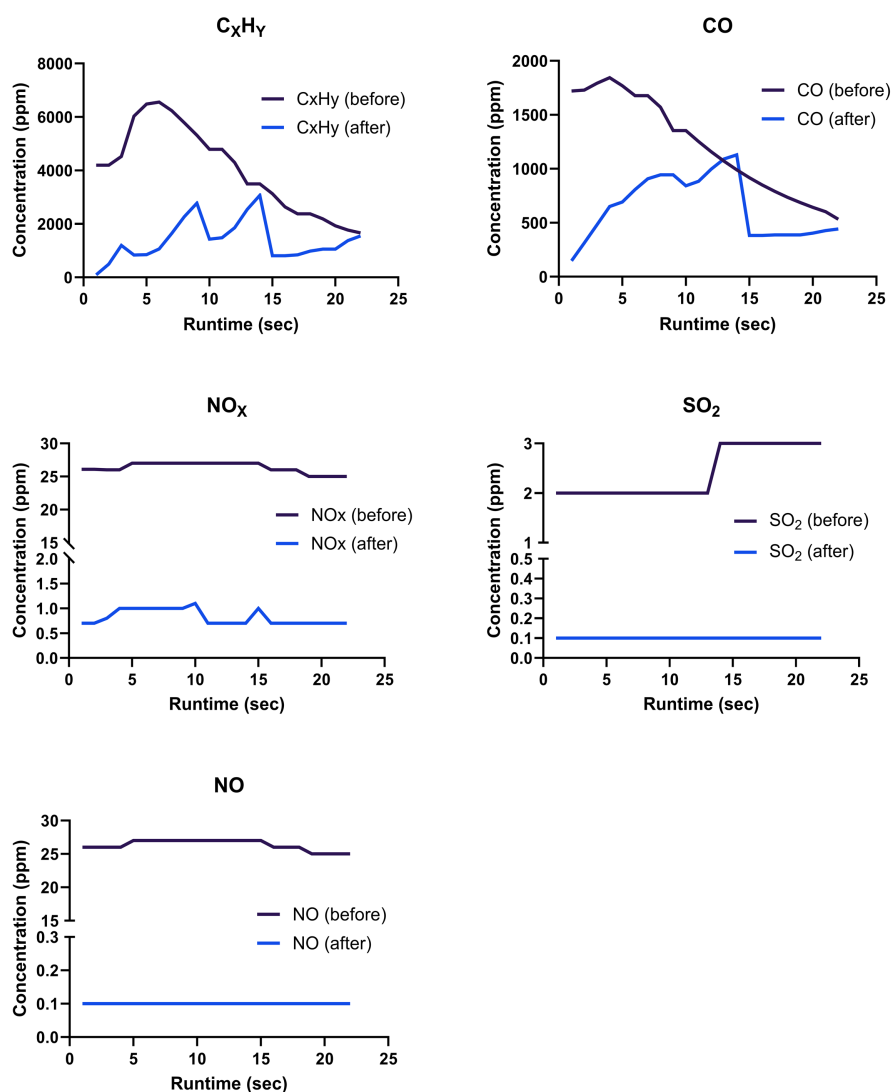 CXHY
Concentration (ppm)
8000
6000
4000
2000
0
CxHy (before)
CxHy (after)
0 5 10 15 20 25
Runtime (sec)
CO
Concentration (ppm)
2000
1500
1000
500
0
CO (before)
CO (after)
0 5 10 15 20 25
Runtime (sec)
NOX
Concentration (ppm)
30
25
20
15
2.0
1.5
1.0
0.5
0.0
NOx (before)
NOx (after)
0 5 10 15 20 25
Runtime (sec)
SO2
Concentration (ppm)
3
2
1
0.5
0.4
0.3
0.2
0.1
0.0
SO2 (before)
SO2 (after)
0 5 10 15 20 25
Runtime (sec)
NO
Concentration (ppm)
30
25
20
15
0.3
0.2
0.1
0.0
NO (before)
NO (after)
0 5 10 15 20 25
Runtime (sec)